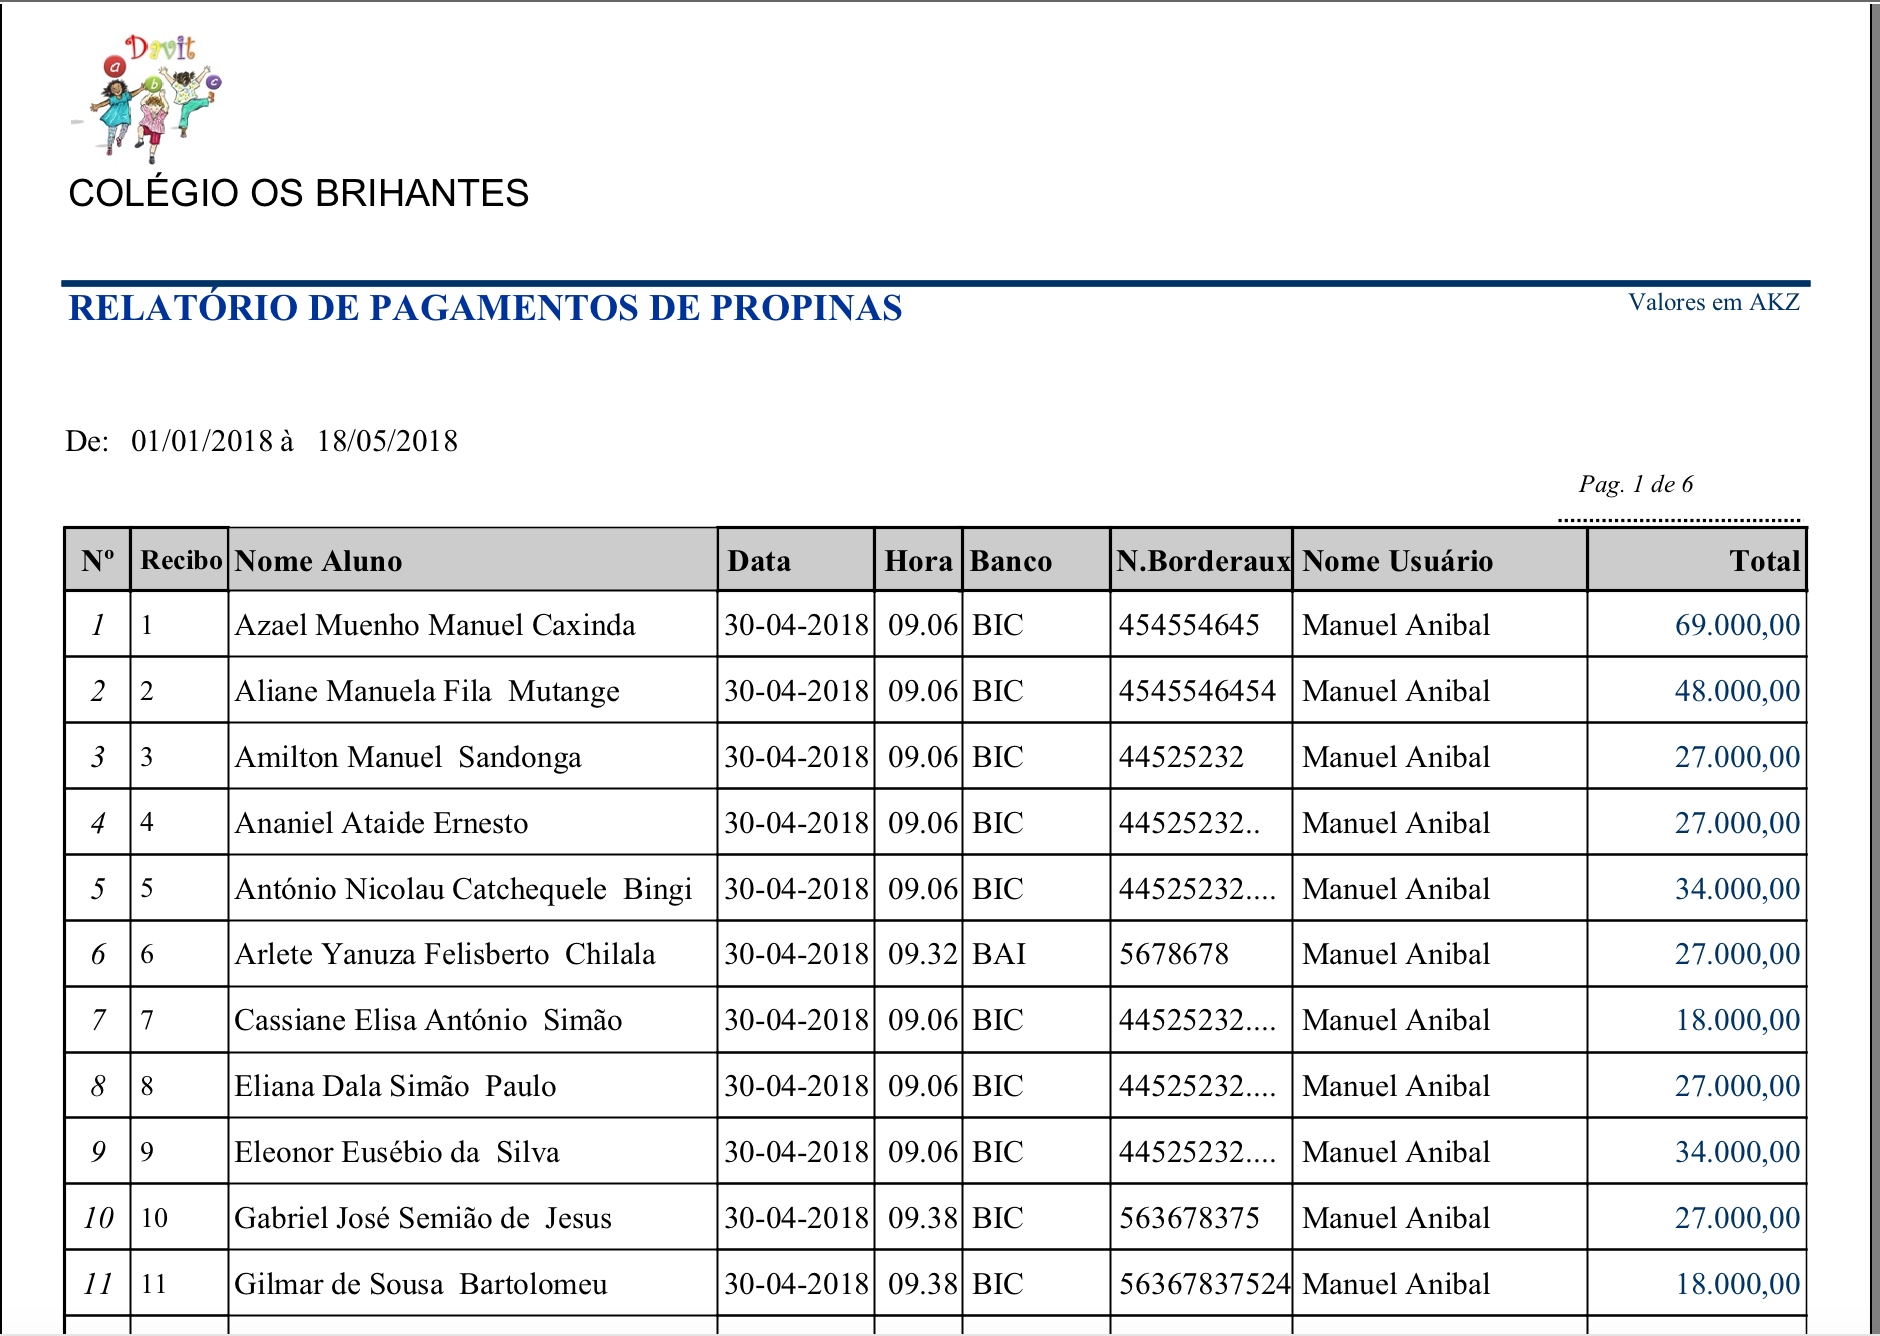 Davit
a b c
COLÉGIO OS BRIHANTES
RELATÓRIO DE PAGAMENTOS DE PROPINAS Valores em AKZ
De: 01/01/2018 à 18/05/2018
Pag. 1 de 6
Nº Recibo Nome Aluno Data Hora Banco N.Borderaux Nome Usuário Total
1 1 Azael Muenho Manuel Caxinda 30-04-2018 09.06 BIC 454554645 Manuel Anibal 69.000,00
2 2 Aliane Manuela Fila Mutange 30-04-2018 09.06 BIC 4545546454 Manuel Anibal 48.000,00
3 3 Amilton Manuel Sandonga 30-04-2018 09.06 BIC 44525232 Manuel Anibal 27.000,00
4 4 Ananiel Ataide Ernesto 30-04-2018 09.06 BIC 44525232.. Manuel Anibal 27.000,00
5 5 António Nicolau Catchequele Bingi 30-04-2018 09.06 BIC 44525232.... Manuel Anibal 34.000,00
6 6 Arlete Yanuza Felisberto Chilala 30-04-2018 09.32 BAI 5678678 Manuel Anibal 27.000,00
7 7 Cassiane Elisa António Simão 30-04-2018 09.06 BIC 44525232.... Manuel Anibal 18.000,00
8 8 Eliana Dala Simão Paulo 30-04-2018 09.06 BIC 44525232.... Manuel Anibal 27.000,00
9 9 Eleonor Eusébio da Silva 30-04-2018 09.06 BIC 44525232.... Manuel Anibal 34.000,00
10 10 Gabriel José Semião de Jesus 30-04-2018 09.38 BIC 563678375 Manuel Anibal 27.000,00
11 11 Gilmar de Sousa Bartolomeu 30-04-2018 09.38 BIC 56367837524 Manuel Anibal 18.000,00